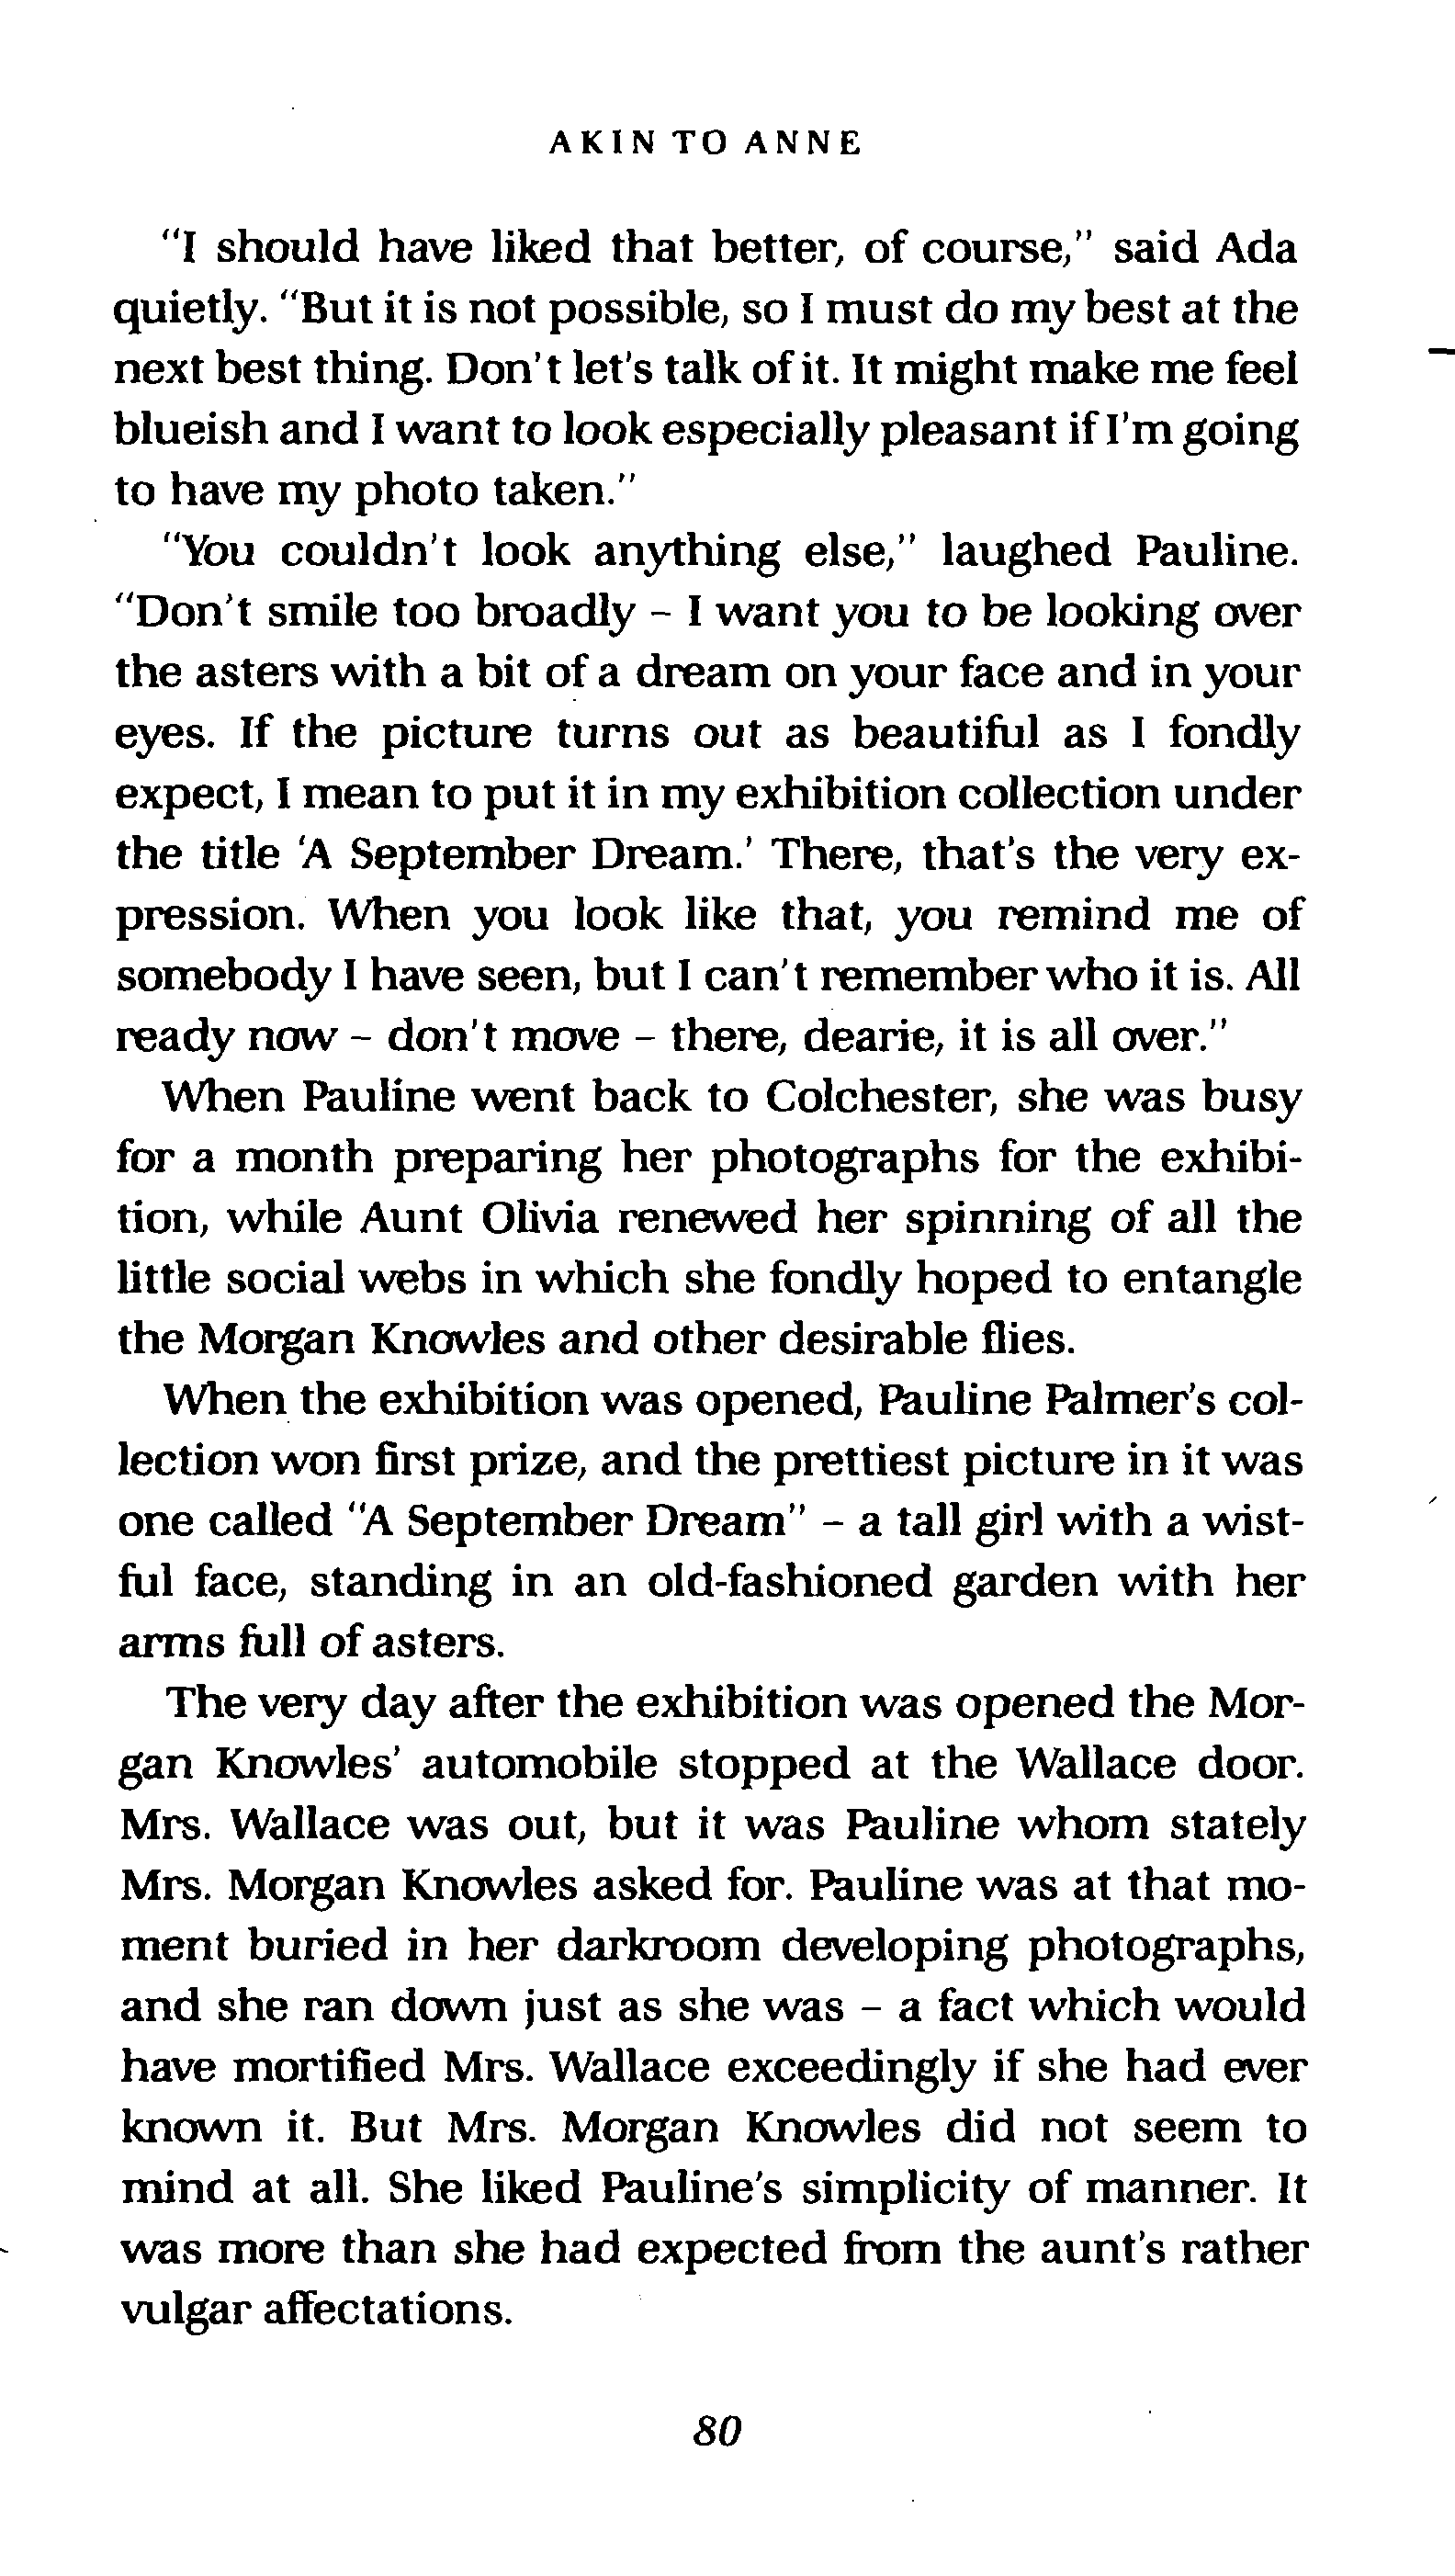 AKIN TO ANNE
"I should have liked that better, of course," said Ada
quietly. "But it is not possible, so I must do my best at the
next best thing. Don't let's talk of it. It might make me feel
blueish and I want to look especially pleasant if I'm going
to have my photo taken."
"You couldn't look anything else," laughed Pauline.
"Don't smile too broadly – I want you to be looking over
the asters with a bit of a dream on your face and in your
eyes. If the picture turns out as beautiful as I fondly
expect, I mean to put it in my exhibition collection under
the title 'A September Dream.' There, that's the very ex-
pression. When you look like that, you remind me of
somebody I have seen, but I can't remember who it is. All
ready now – don't move – there, dearie, it is all over."
When Pauline went back to Colchester, she was busy
for a month preparing her photographs for the exhibi-
tion, while Aunt Olivia renewed her spinning of all the
little social webs in which she fondly hoped to entangle
the Morgan Knowles and other desirable flies.
When the exhibition was opened, Pauline Palmer's col-
lection won first prize, and the prettiest picture in it was
one called "A September Dream" – a tall girl with a wist-
ful face, standing in an old-fashioned garden with her
arms full of asters.
The very day after the exhibition was opened the Mor-
gan Knowles' automobile stopped at the Wallace door.
Mrs. Wallace was out, but it was Pauline whom stately
Mrs. Morgan Knowles asked for. Pauline was at that mo-
ment buried in her darkroom developing photographs,
and she ran down just as she was – a fact which would
have mortified Mrs. Wallace exceedingly if she had ever
known it. But Mrs. Morgan Knowles did not seem to
mind at all. She liked Pauline's simplicity of manner. It
was more than she had expected from the aunt's rather
vulgar affectations.
80